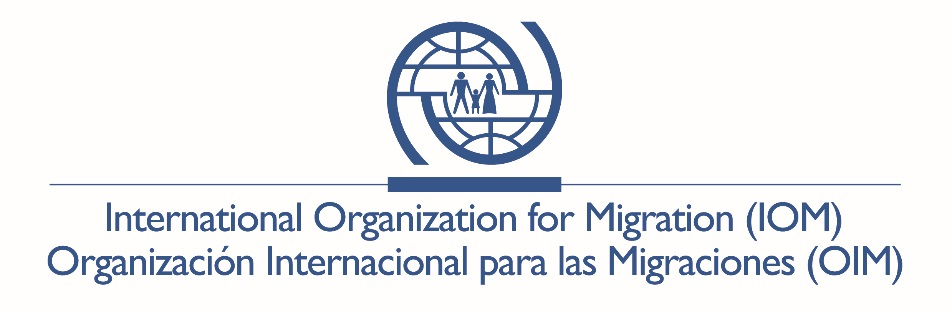 International Organization for Migration (IOM)
Organización Internacional para las Migraciones (OIM)